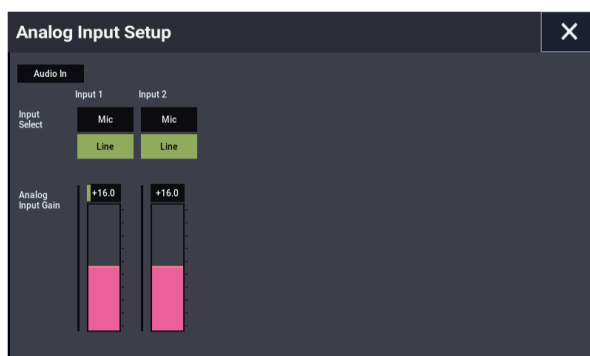 Analog Input Setup
Audio In
Input 1 Input 2
Input
Select
Mic Mic
Line Line
Analog
Input Gain
+16.0 +16.0